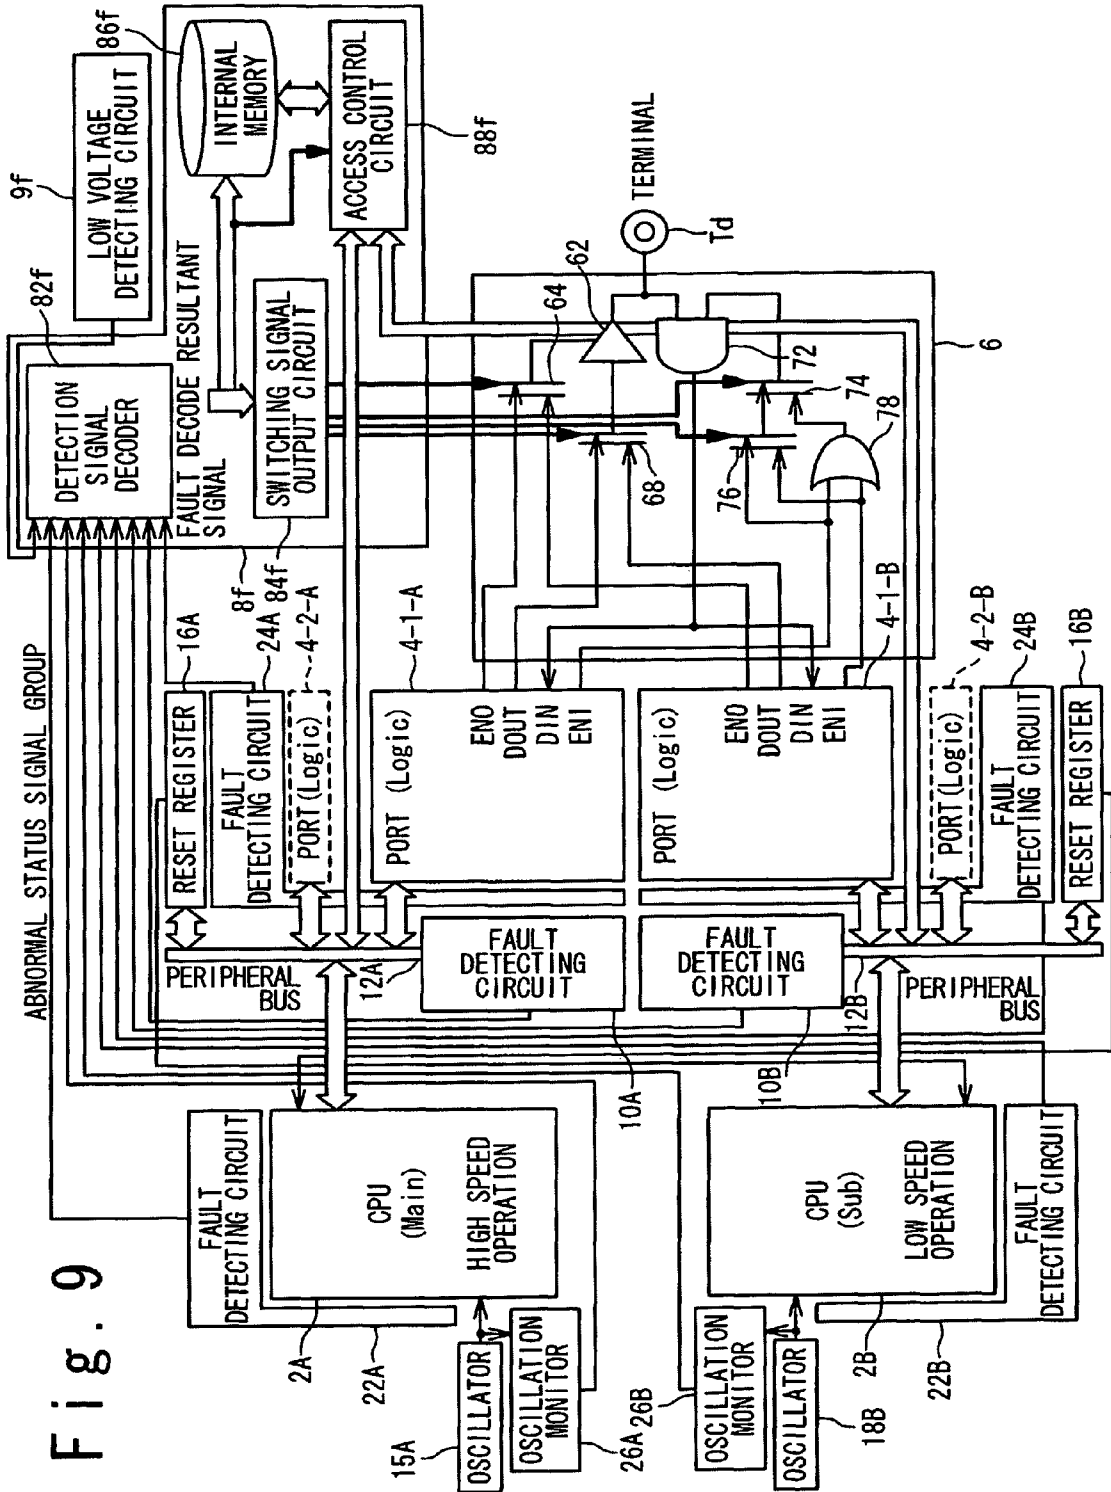 Fig. 9
ABNORMAL STATUS SIGNAL GROUP
82f
9f
86f
DETECTION
SIGNAL
DECODER
LOW VOLTAGE
DETECTING CIRCUIT
INTERNAL
MEMORY
FAULT DECODE RESULTANT
SIGNAL
8f
84f
SWITCHING SIGNAL
OUTPUT CIRCUIT
ACCESS CONTROL
CIRCUIT
88f
22A
FAULT
DETECTING CIRCUIT
2A
CPU
(Main)
HIGH SPEED
OPERATION
15A
OSCILLATOR
OSCILLATION
MONITOR
26A
PERIPHERAL
BUS
12A
RESET REGISTER
16A
FAULT
DETECTING CIRCUIT
24A
PORT(Logic)
4-2-A
PORT (Logic)
4-1-A
ENO
DOUT
DIN
ENI
FAULT
DETECTING
CIRCUIT
10A
62
64
68
TERMINAL
Td
72
74
76
78
6
26B
OSCILLATION
MONITOR
OSCILLATOR
18B
CPU
(Sub)
LOW SPEED
OPERATION
2B
FAULT
DETECTING CIRCUIT
22B
FAULT
DETECTING
CIRCUIT
10B
12B
PERIPHERAL
BUS
PORT (Logic)
4-1-B
ENO
DOUT
DIN
ENI
PORT(Logic)
4-2-B
FAULT
DETECTING CIRCUIT
24B
RESET REGISTER
16B